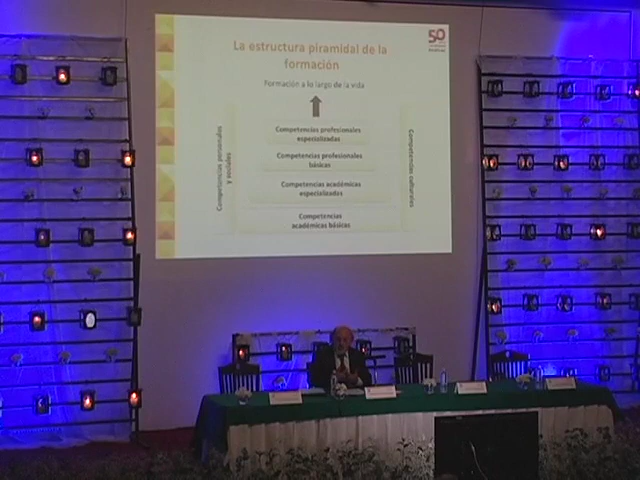 50
La estructura piramidal de la
formación
Formación a lo largo de la vida
Competencias profesionales
especializadas
Competencias profesionales
básicas
Competencias académicas
especializadas
Competencias
académicas básicas
Competencias personales
y sociales
Competencias culturales